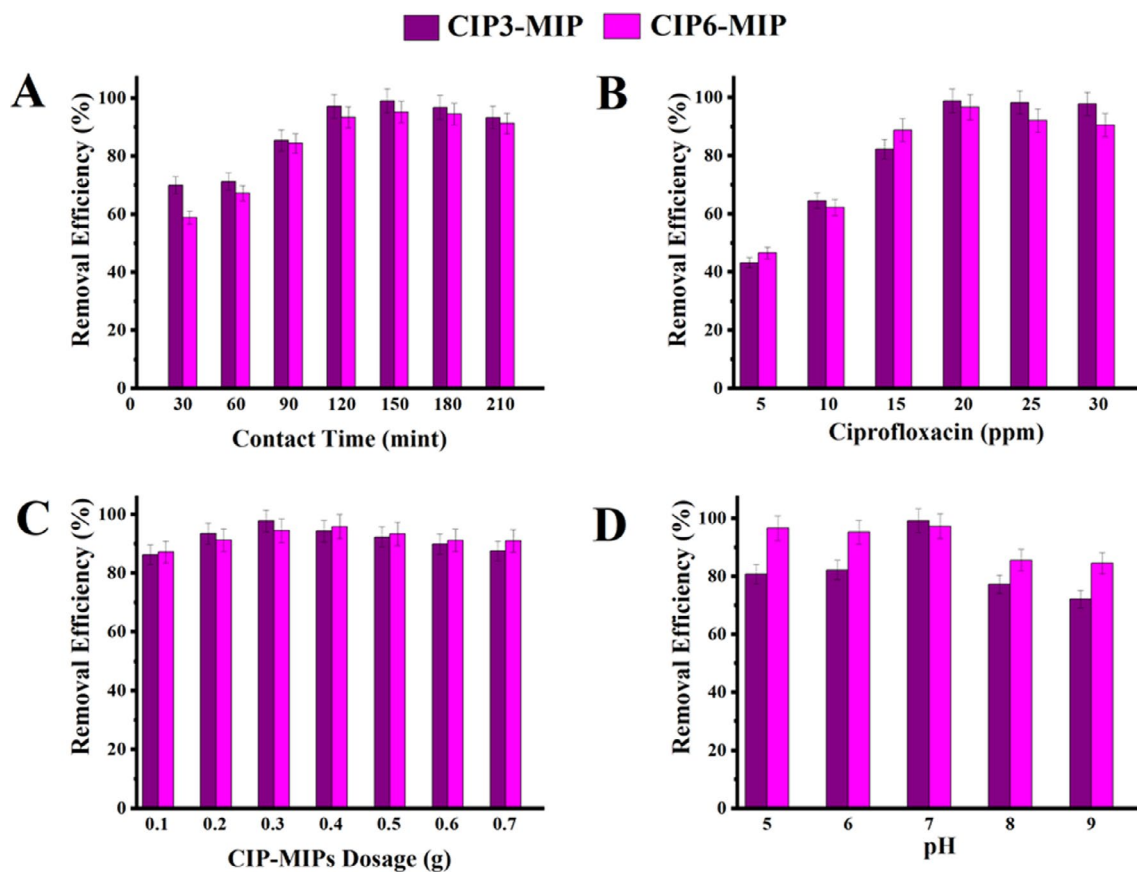 CIP3-MIP CIP6-MIP
A
Removal Efficiency (%)
100
80
60
40
20
0
0 30 60 90 120 150 180 210
Contact Time (mint)
B
Removal Efficiency (%)
100
80
60
40
20
0
5 10 15 20 25 30
Ciprofloxacin (ppm)
C
Removal Efficiency (%)
100
80
60
40
20
0
0.1 0.2 0.3 0.4 0.5 0.6 0.7
CIP-MIPs Dosage (g)
D
Removal Efficiency (%)
100
80
60
40
20
0
5 6 7 8 9
pH